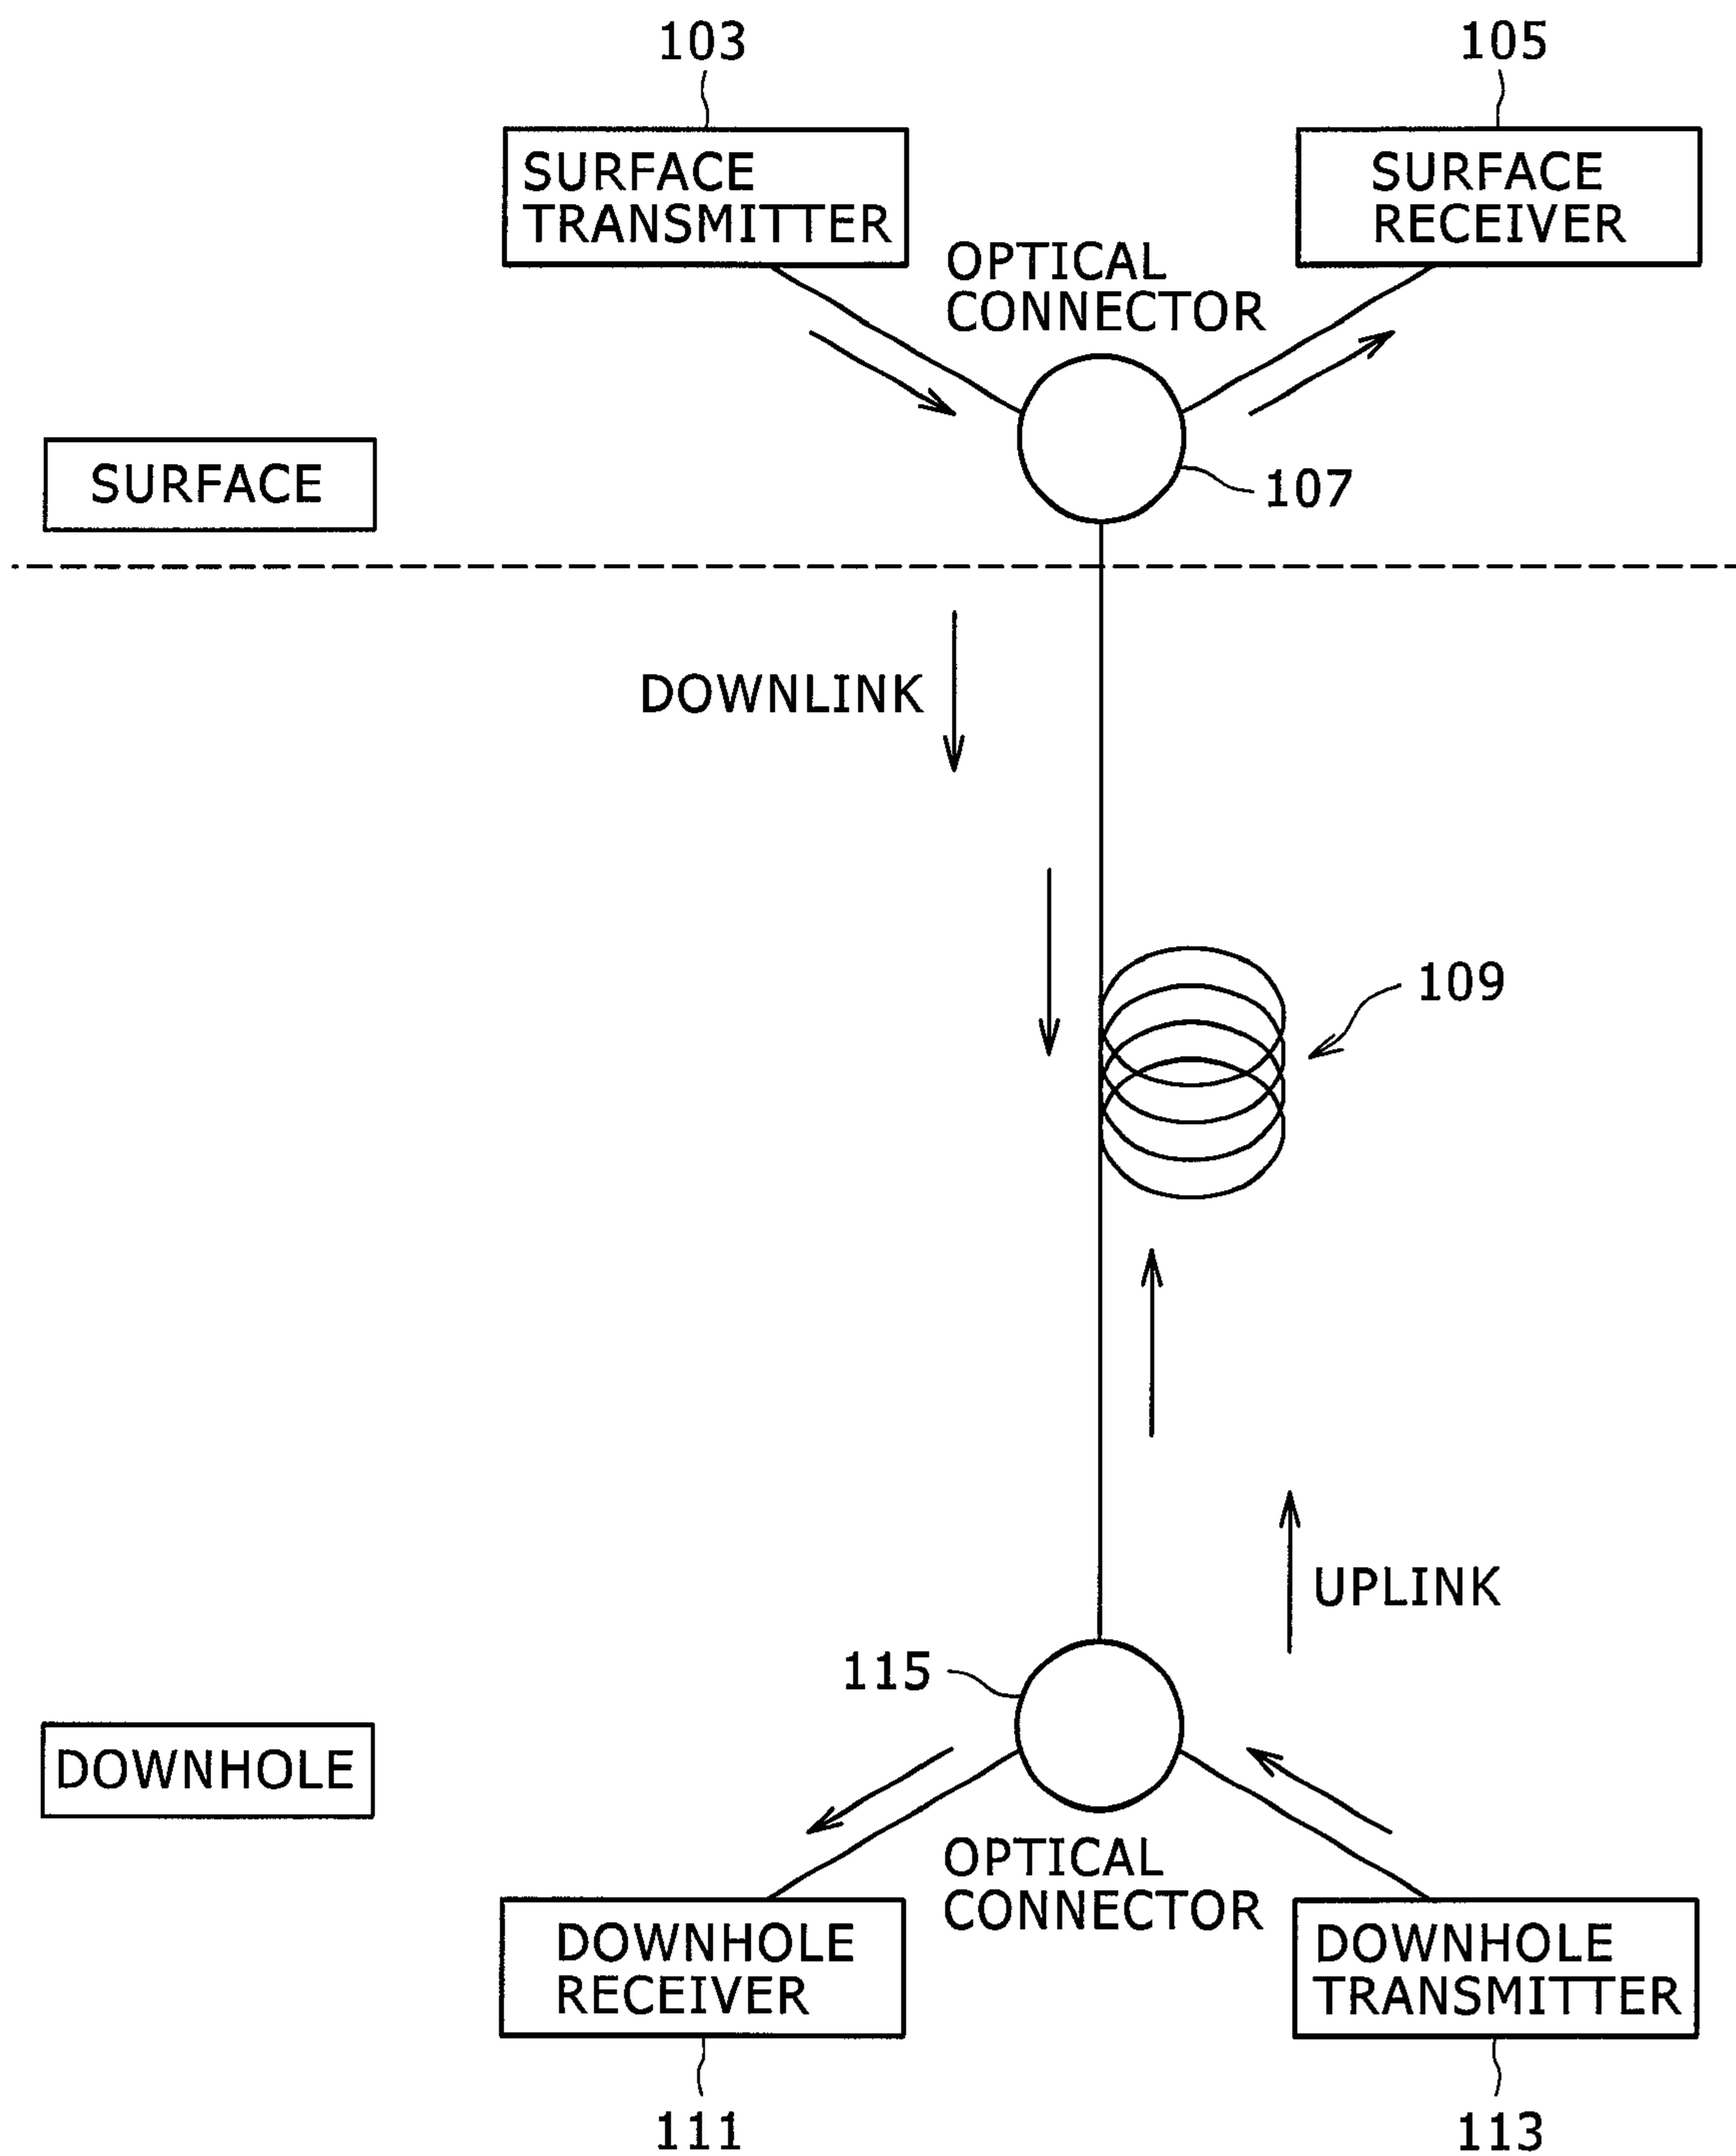 103
105
SURFACE
TRANSMITTER
SURFACE
RECEIVER
OPTICAL
CONNECTOR
SURFACE
107
DOWNLINK
109
UPLINK
115
DOWNHOLE
OPTICAL
CONNECTOR
DOWNHOLE
RECEIVER
DOWNHOLE
TRANSMITTER
111
113